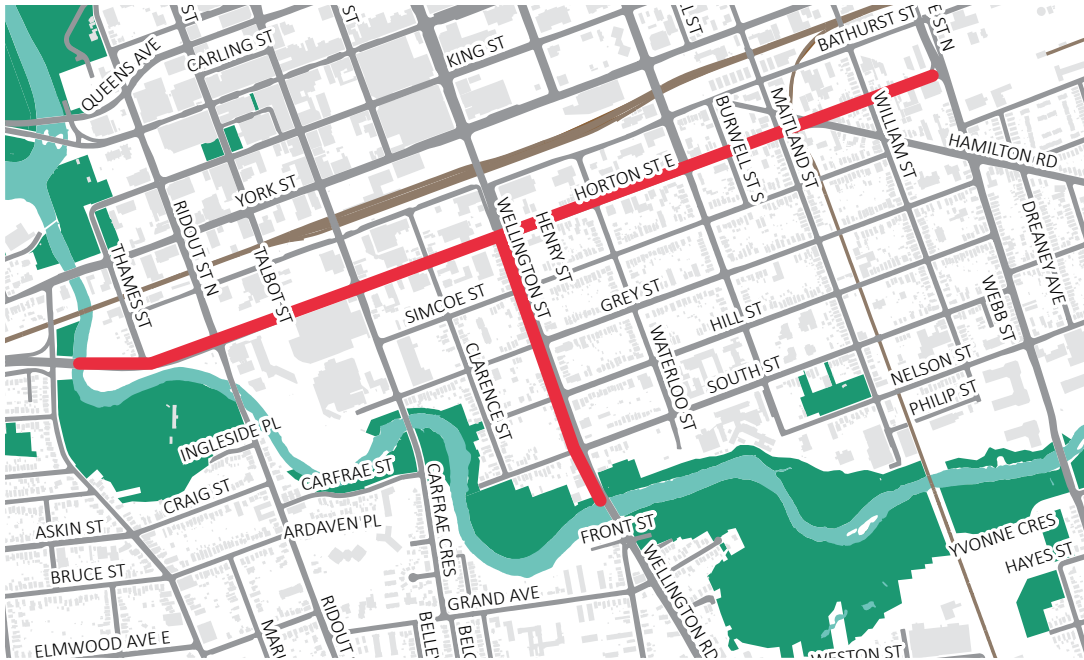 QUEENS AVE
CARLING ST
ST
KING ST
BATHURST ST
E ST N
YORK ST
HORTON ST E
BURWELL ST S
MAITLAND ST
WILLIAM ST
HAMILTON RD
THAMES ST
RIDOUT ST N
TALBOT ST
WELLINGTON ST
HENRY ST
DREANEY AVE
SIMCOE ST
GREY ST
HILL ST
WEBB ST
CLARENCE ST
WATERLOO ST
SOUTH ST
NELSON ST
PHILIP ST
INGLESIDE PL
CRAIG ST
CARFRAE ST
CARFRAE CRES
ARDAVEN PL
ASKIN ST
FRONT ST
YVONNE CRES
HAYES ST
BRUCE ST
GRAND AVE
WELLINGTON RD
ELMWOOD AVE E
RIDOUT
WESTON ST